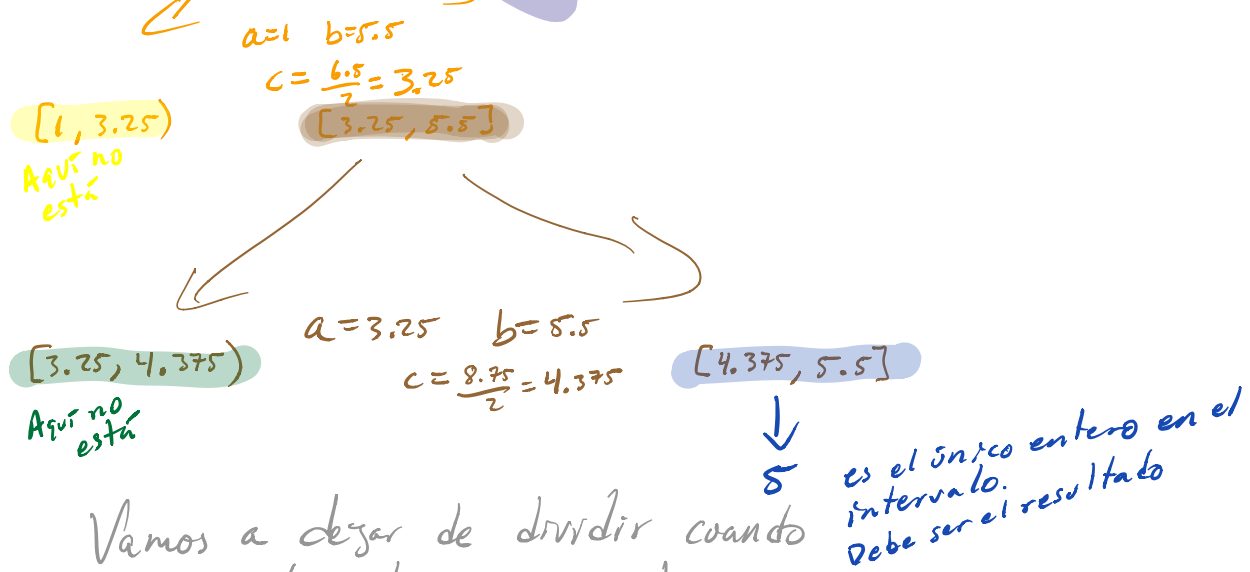 a=1 b=5.5
c = 6.5/2 = 3.25
[1, 3.25) [3.25, 5.5]
Aquí no
está
a = 3.25 b= 5.5
[3.25, 4.375) c = 8.75/2 = 4.375 [4.375, 5.5]
Aquí no
está
5 es el único entero en el
intervalo.
Debe ser el resultado
Vamos a dejar de dividir cuando